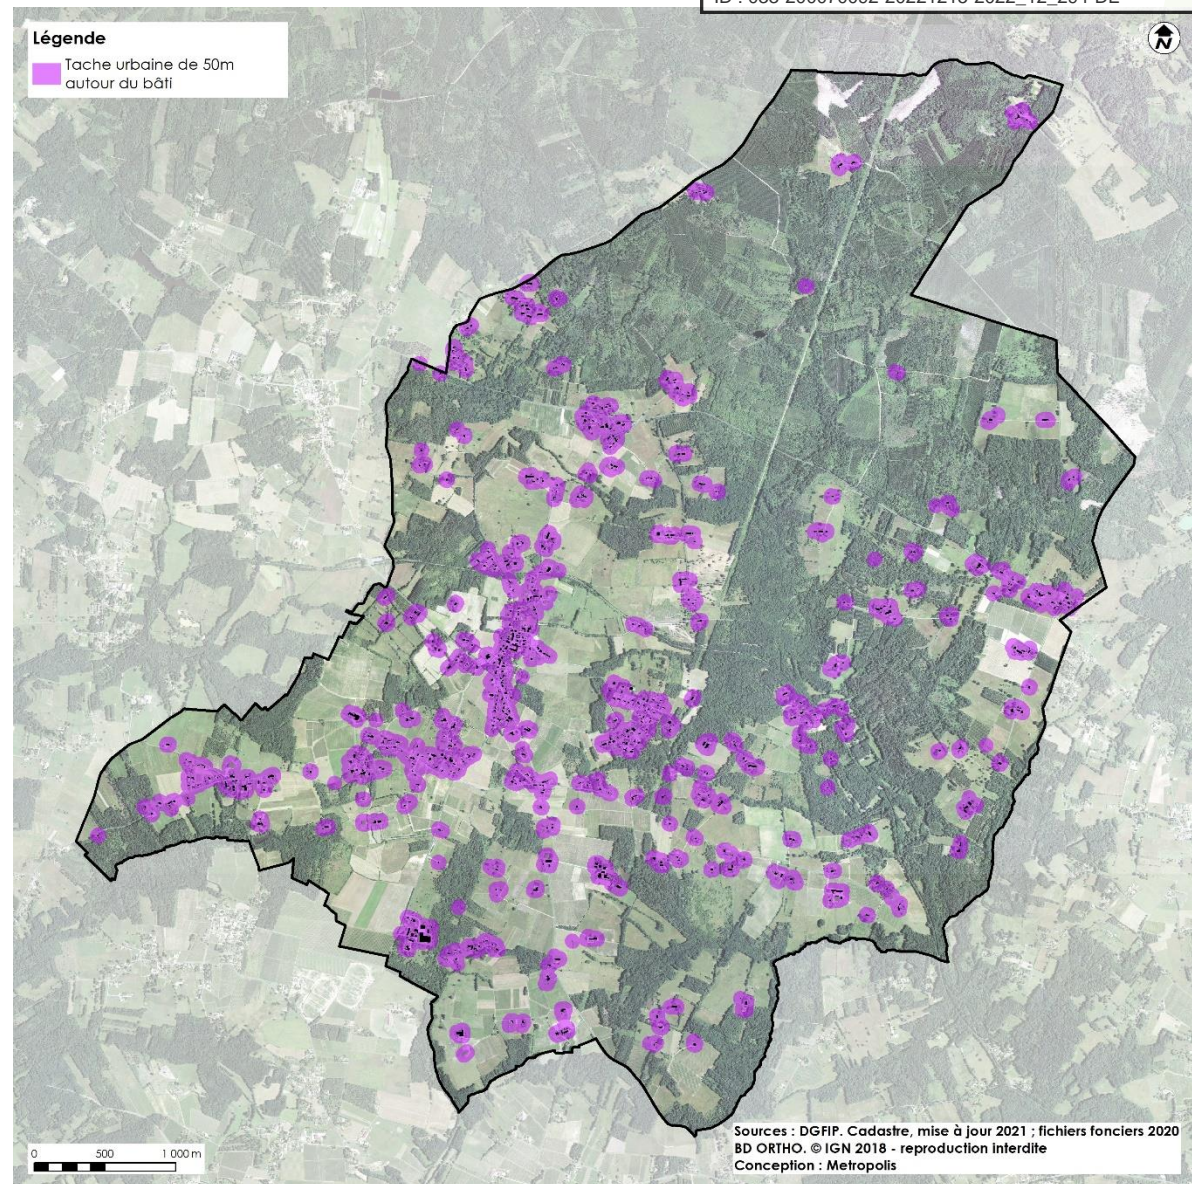 Légende
Tache urbaine de 50m
autour du bâti
N
0 500 1 000 m
Sources : DGFIP. Cadastre, mise à jour 2021 ; fichiers fonciers 2020
BD ORTHO. © IGN 2018 - reproduction interdite
Conception : Metropolis